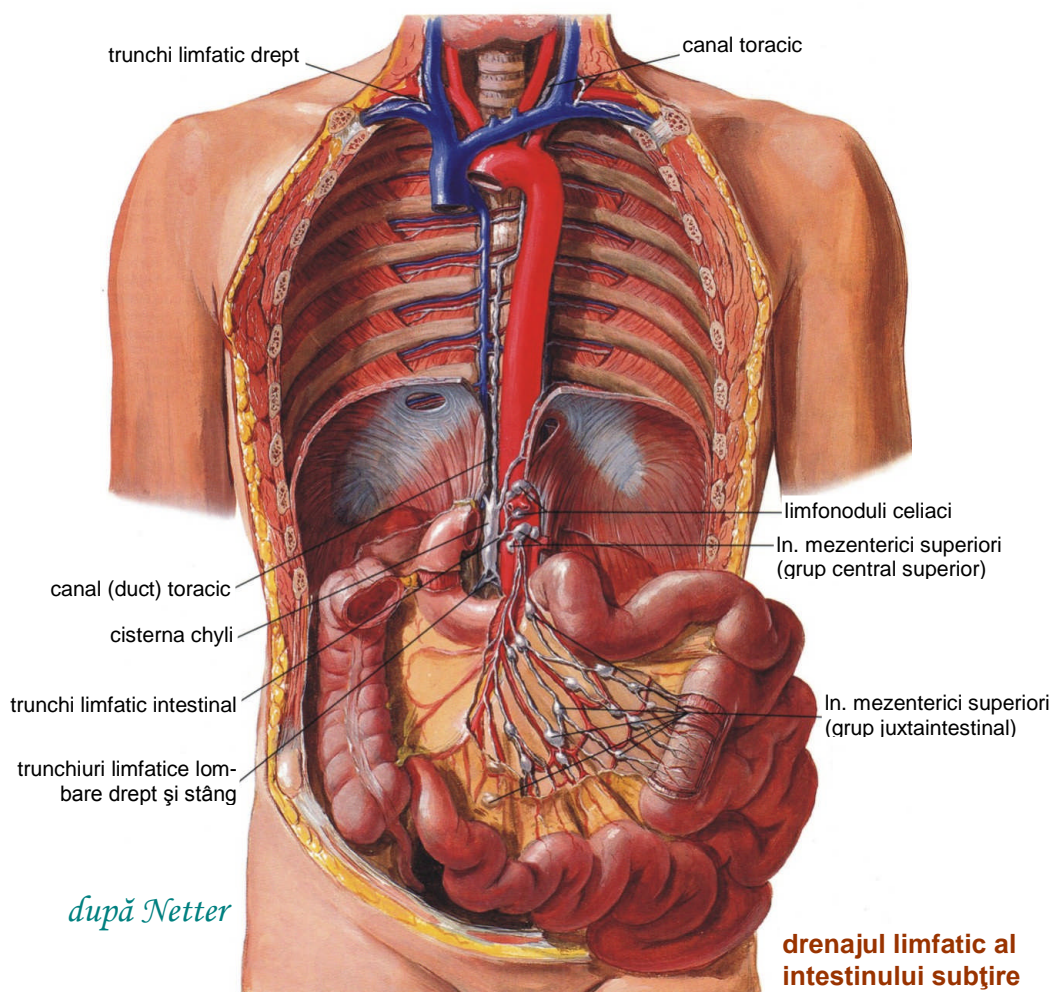 trunchi limfatic drept
canal toracic
limfonoduli celiaci
ln. mezenterici superiori
(grup central superior)
canal (duct) toracic
cisterna chyli
trunchi limfatic intestinal
ln. mezenterici superiori
(grup juxtaintestinal)
trunchiuri limfatice lom-
bare drept şi stâng
după Netter
drenajul limfatic al
intestinului subţire